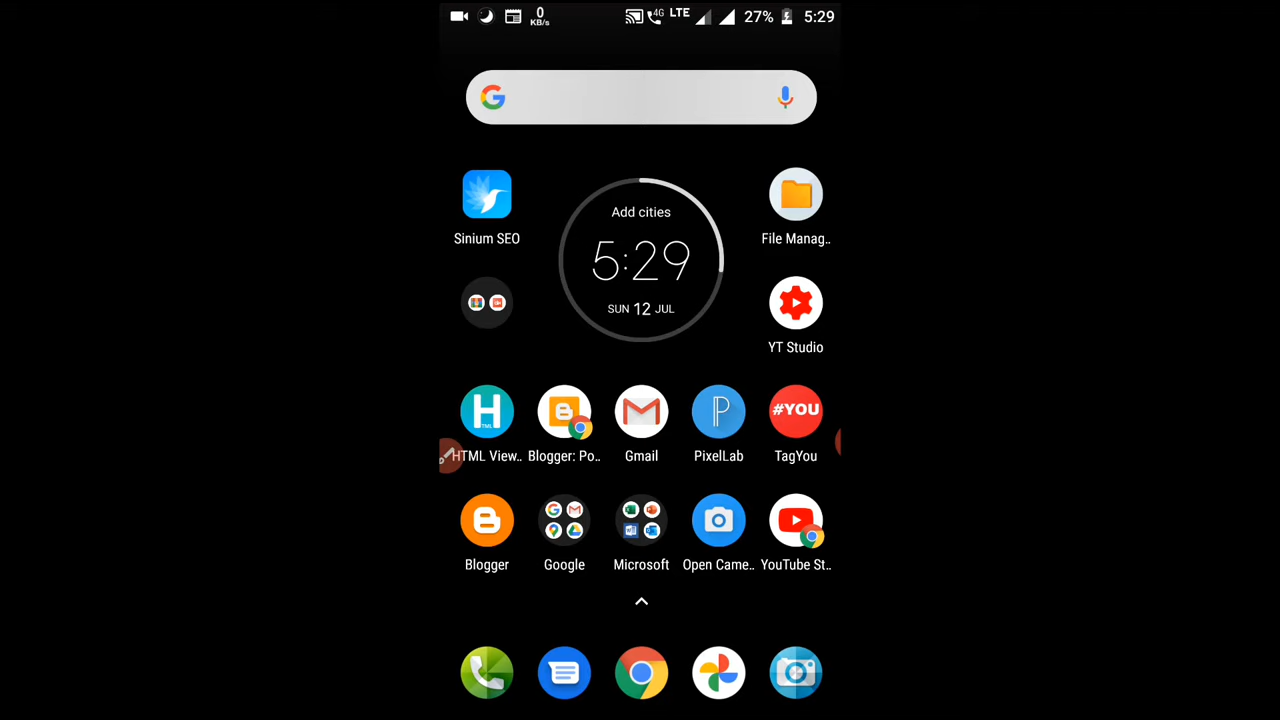 0 KB/s 4G LTE 27% 5:29
Add cities
5:29
SUN 12 JUL
Sinium SEO
File Manag..
YT Studio
H
TML
#YOU
HTML View..
Blogger: Po..
Gmail
PixelLab
TagYou
Blogger
Google
Microsoft
Open Came..
YouTube St..